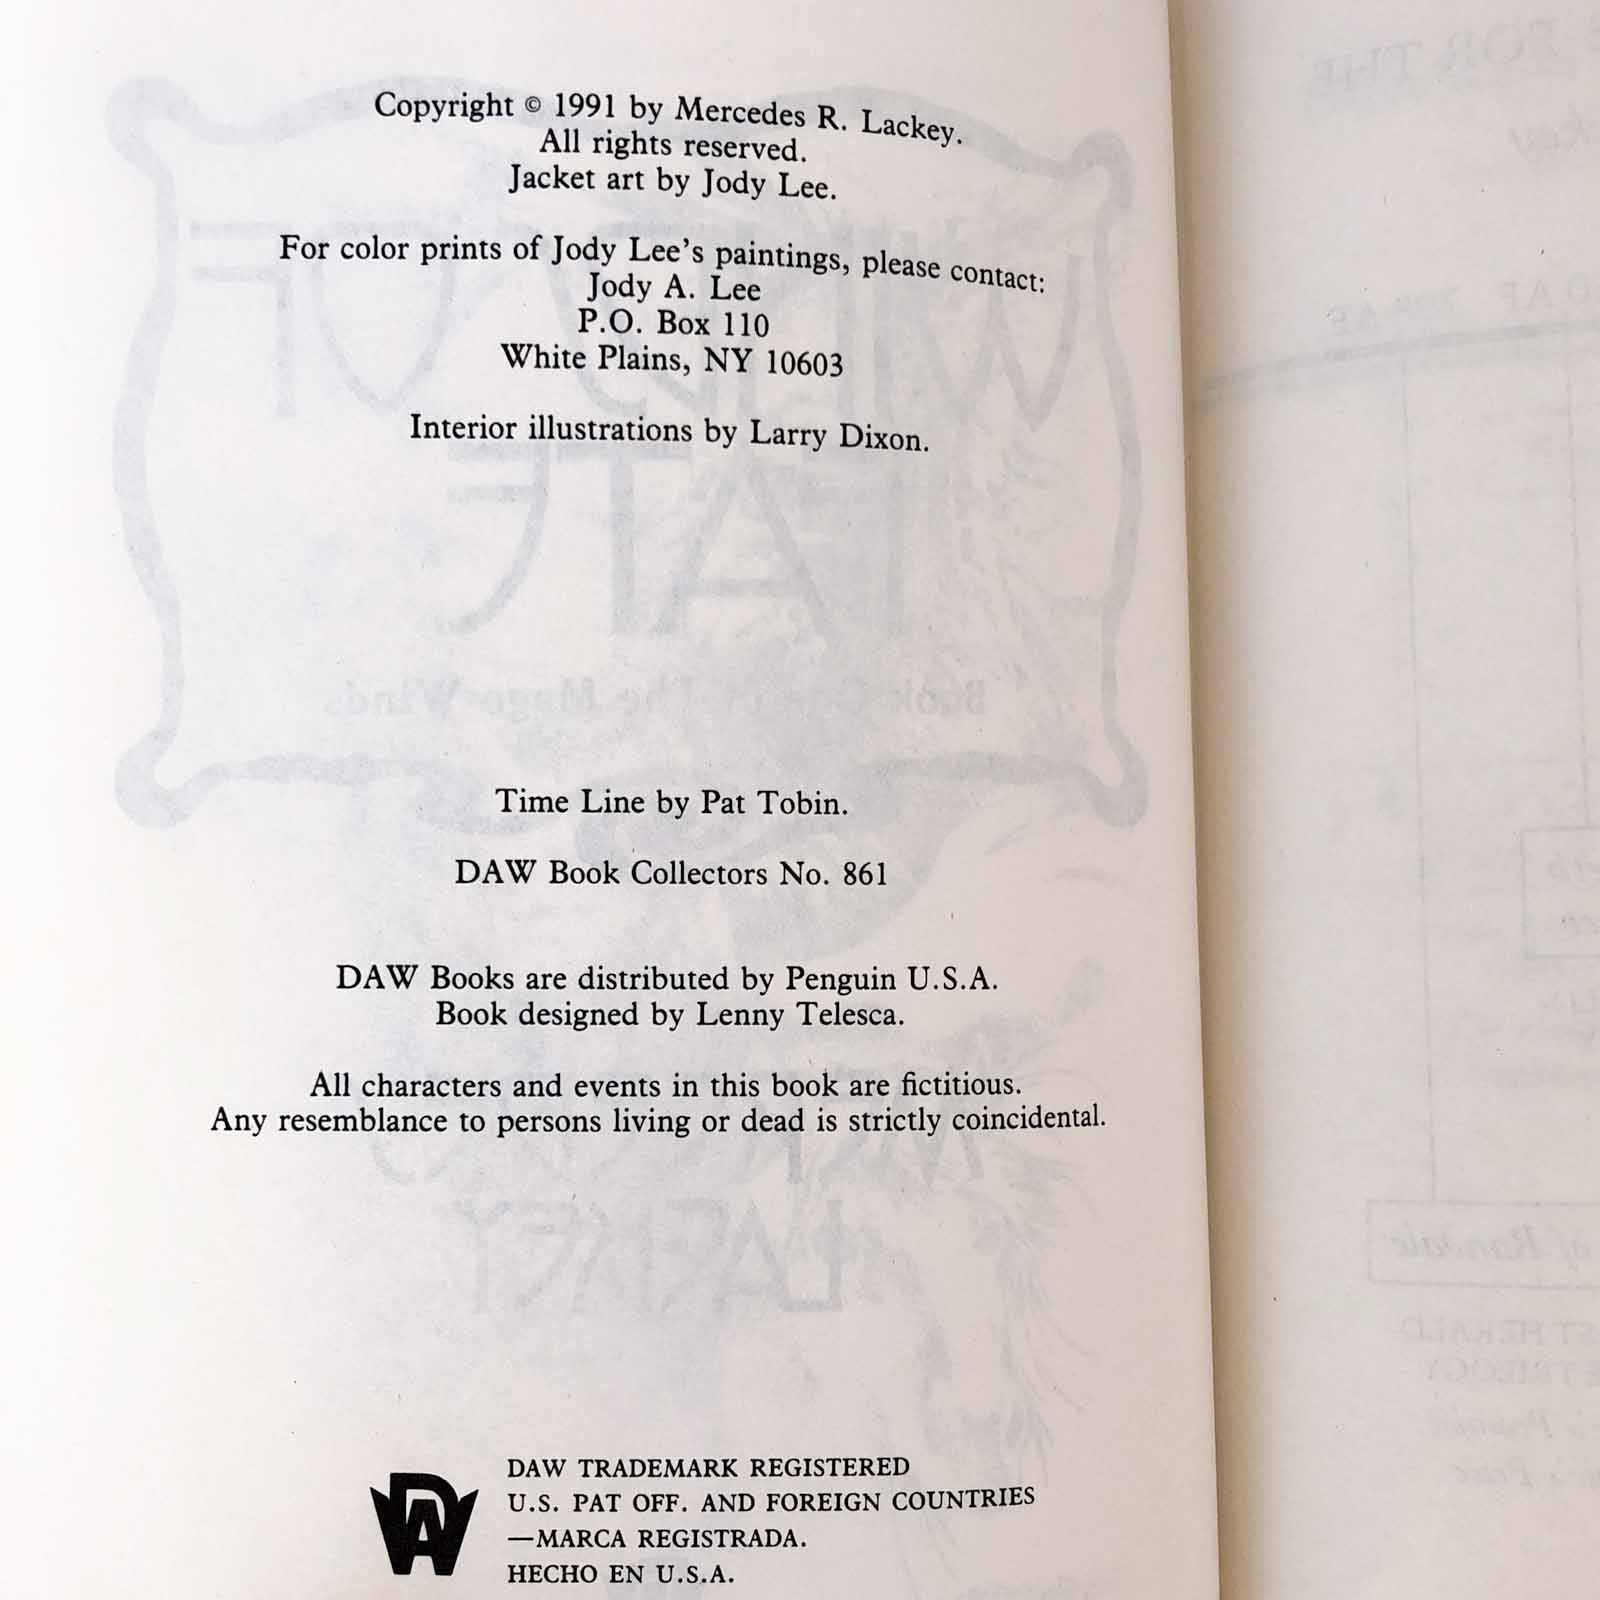 Copyright © 1991 by Mercedes R. Lackey.
All rights reserved.
Jacket art by Jody Lee.
For color prints of Jody Lee's paintings, please contact:
Jody A. Lee
P.O. Box 110
White Plains, NY 10603
Interior illustrations by Larry Dixon.
Time Line by Pat Tobin.
DAW Book Collectors No. 861
DAW Books are distributed by Penguin U.S.A.
Book designed by Lenny Telesca.
All characters and events in this book are fictitious.
Any resemblance to persons living or dead is strictly coincidental.
DAW
DAW TRADEMARK REGISTERED
U.S. PAT OFF. AND FOREIGN COUNTRIES
—MARCA REGISTRADA.
HECHO EN U.S.A.